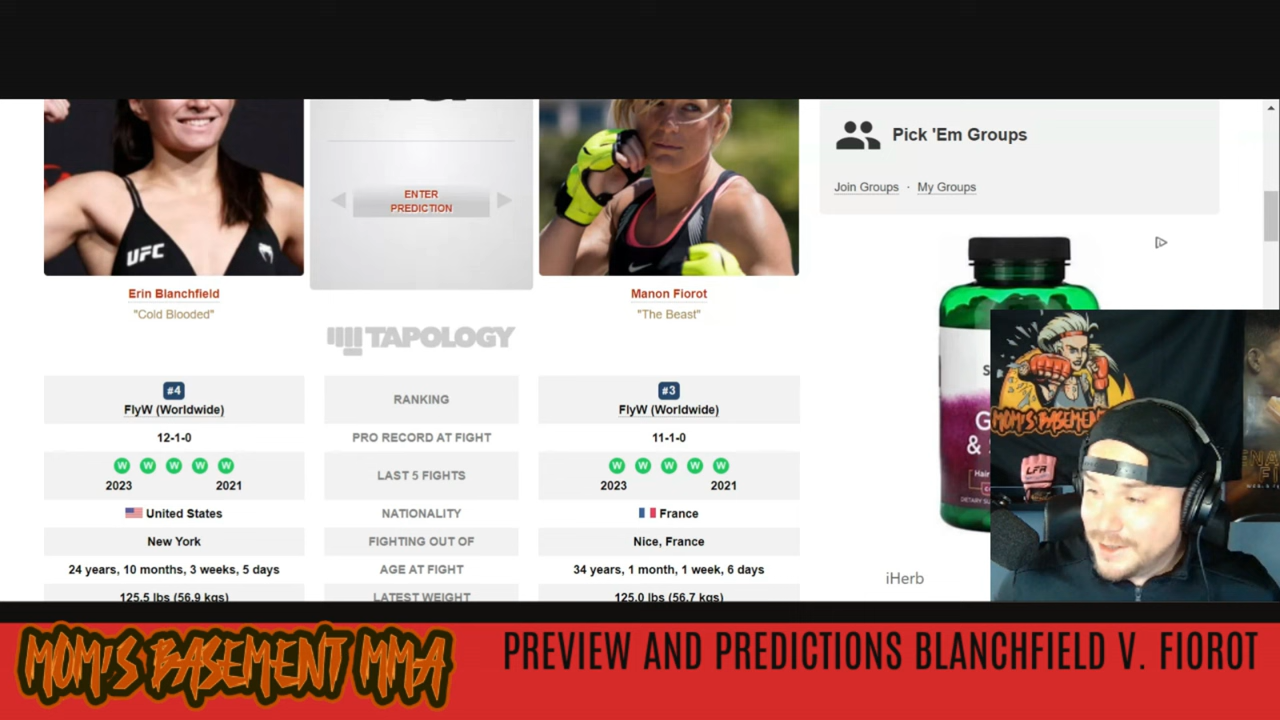 Pick 'Em Groups
Join Groups · My Groups
ENTER
PREDICTION
UFC
Erin Blanchfield
"Cold Blooded"
Manon Fiorot
"The Beast"
TAPOLOGY
#4
FlyW (Worldwide)
RANKING
#3
FlyW (Worldwide)
12-1-0
PRO RECORD AT FIGHT
11-1-0
W W W W W
LAST 5 FIGHTS
W W W W W
2023 2021
2023 2021
United States
NATIONALITY
France
New York
FIGHTING OUT OF
Nice, France
24 years, 10 months, 3 weeks, 5 days
AGE AT FIGHT
34 years, 1 month, 1 week, 6 days
125.5 lbs (56.9 kgs)
LATEST WEIGHT
125.0 lbs (56.7 kgs)
iHerb
MOM'S BASEMENT
LFA
MOM'S BASEMENT MMA
PREVIEW AND PREDICTIONS BLANCHFIELD V. FIOROT